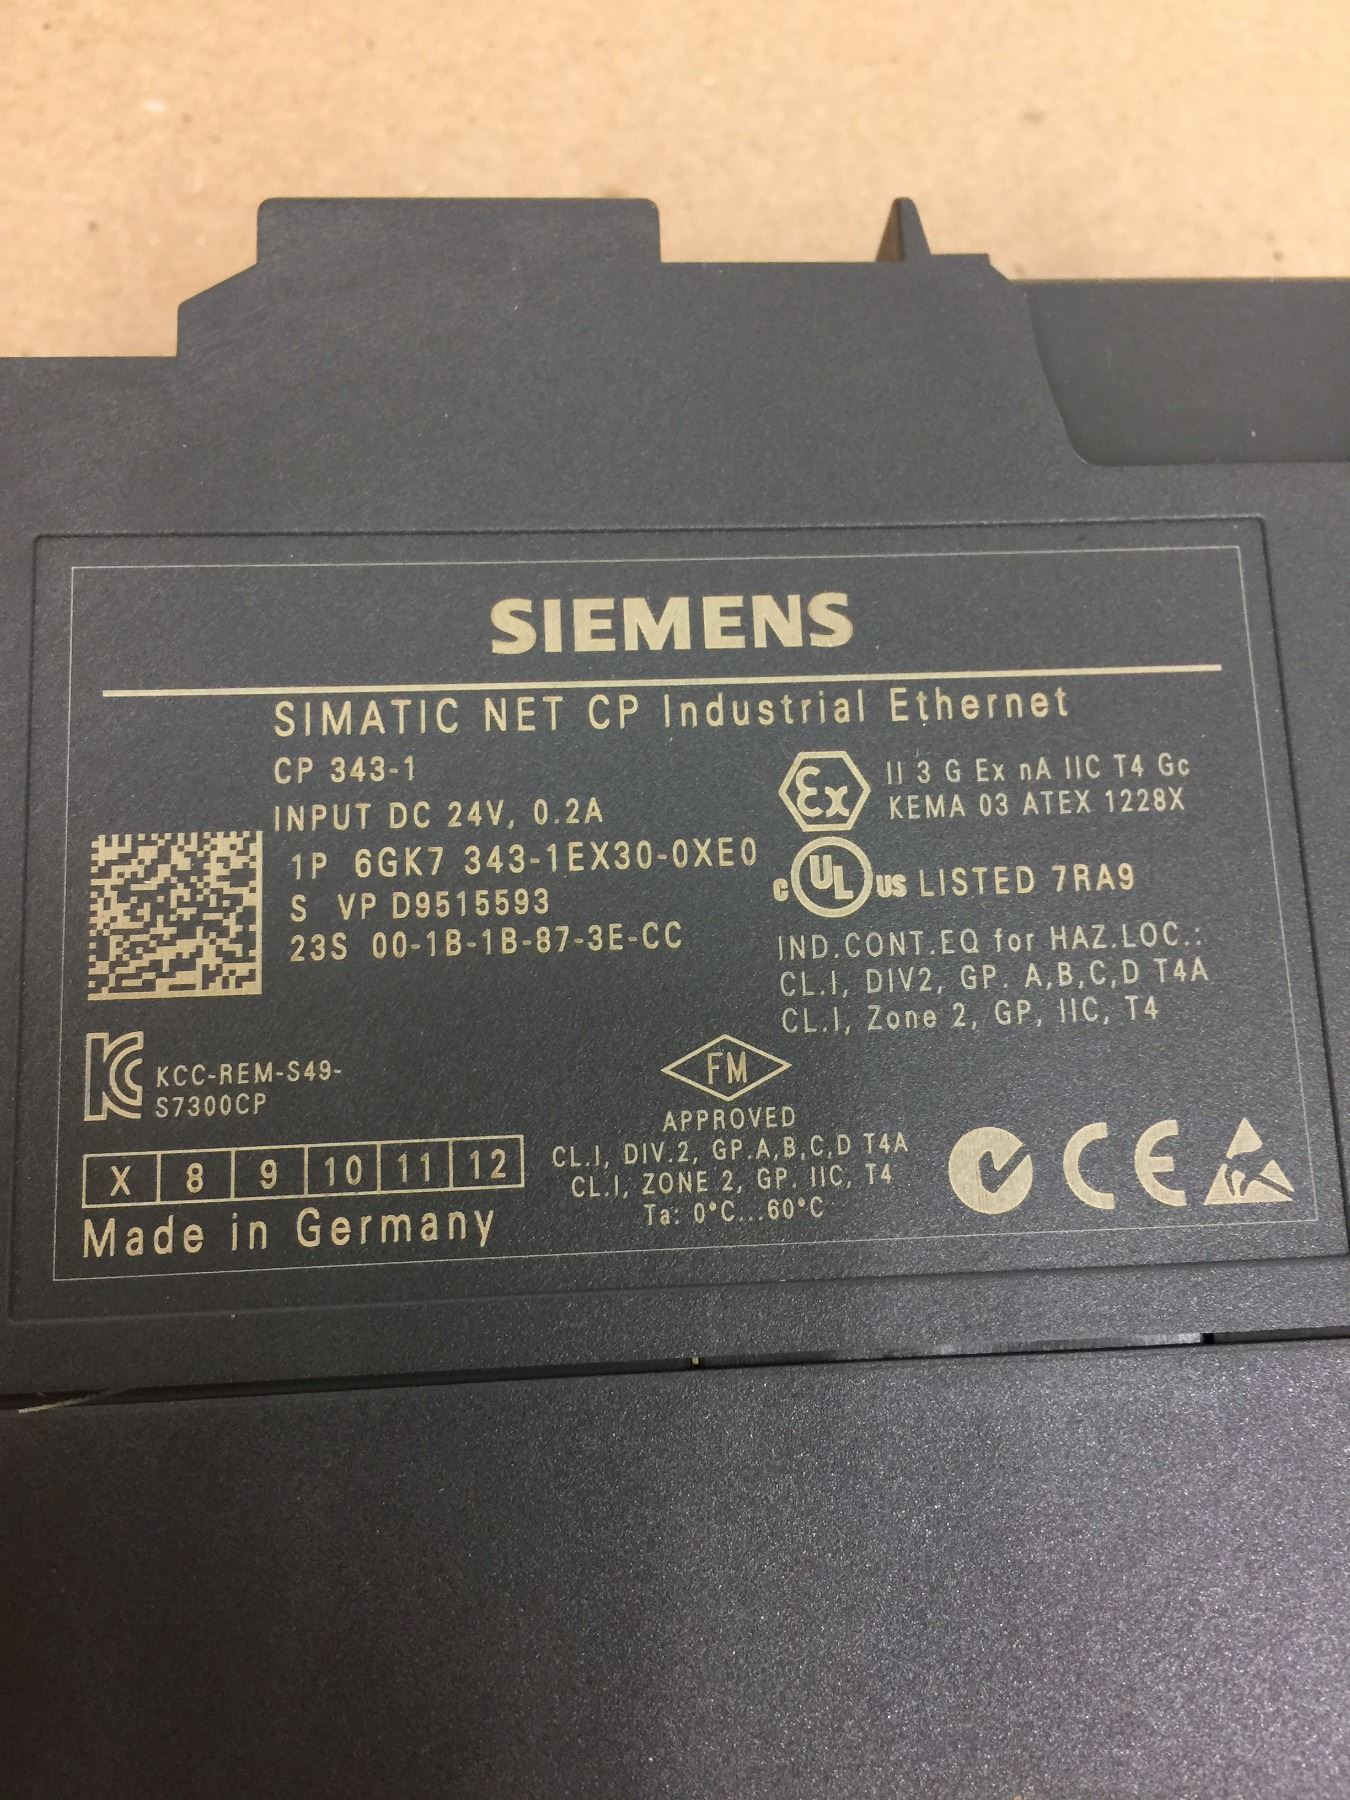 SIEMENS
SIMATIC NET CP Industrial Ethernet
CP 343-1
INPUT DC 24V, 0.2A
1P 6GK7 343-1EX30-0XE0
S VP D9515593
23S 00-1B-1B-87-3E-CC
Ex II 3 G Ex nA IIC T4 Gc
KEMA 03 ATEX 1228X
c UL us LISTED 7RA9
IND.CONT.EQ for HAZ.LOC.:
CL.I, DIV2, GP. A,B,C,D T4A
CL.I, Zone 2, GP, IIC, T4
KC KCC-REM-S49-
S7300CP
FM
APPROVED
CL.I, DIV.2, GP.A,B,C,D T4A
CL.I, ZONE 2, GP. IIC, T4
Ta: 0°C...60°C
X 8 9 10 11 12
Made in Germany
CE